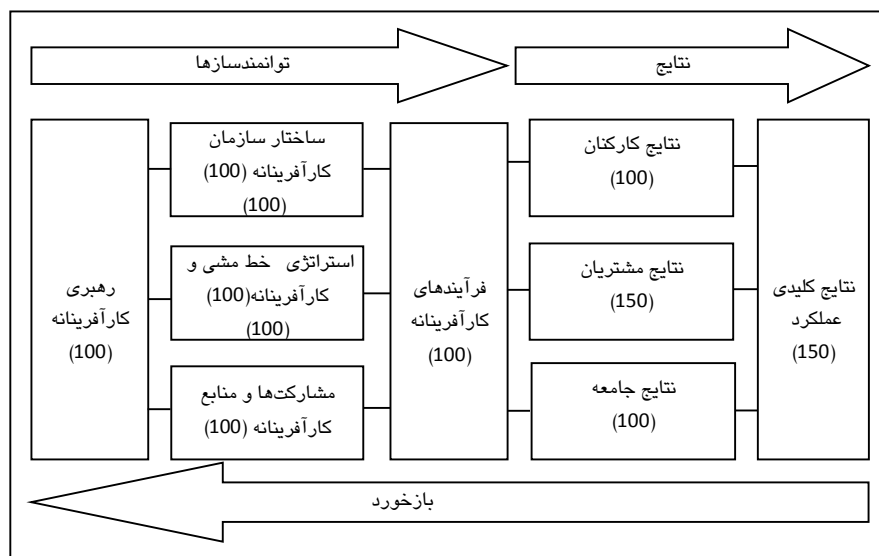 توانمندسازها
نتایج
رهبری
کارآفرینانه
(100)
ساختار سازمان
کارآفرینانه (100)
(100)
استراتژی خط مشی و
کارآفرینانه(100)
(100)
مشارکت‌ها و منابع
کارآفرینانه (100)
فرآیندهای
کارآفرینانه
(100)
نتایج کارکنان
(100)
نتایج مشتریان
(150)
نتایج جامعه
(100)
نتایج کلیدی
عملکرد
(150)
بازخورد